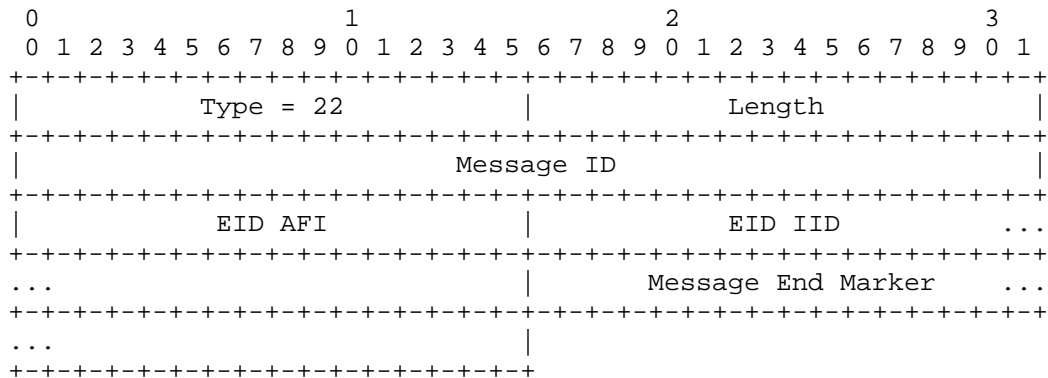 0                   1                   2                   3
 0 1 2 3 4 5 6 7 8 9 0 1 2 3 4 5 6 7 8 9 0 1 2 3 4 5 6 7 8 9 0 1
+-+-+-+-+-+-+-+-+-+-+-+-+-+-+-+-+-+-+-+-+-+-+-+-+-+-+-+-+-+-+-+-+
|           Type = 22           |            Length             |
+-+-+-+-+-+-+-+-+-+-+-+-+-+-+-+-+-+-+-+-+-+-+-+-+-+-+-+-+-+-+-+-+
|                           Message ID                          |
+-+-+-+-+-+-+-+-+-+-+-+-+-+-+-+-+-+-+-+-+-+-+-+-+-+-+-+-+-+-+-+-+
|            EID AFI            |            EID IID          ...
+-+-+-+-+-+-+-+-+-+-+-+-+-+-+-+-+-+-+-+-+-+-+-+-+-+-+-+-+-+-+-+-+
...                             |       Message End Marker    ...
+-+-+-+-+-+-+-+-+-+-+-+-+-+-+-+-+-+-+-+-+-+-+-+-+-+-+-+-+-+-+-+-+
...                             |
+-+-+-+-+-+-+-+-+-+-+-+-+-+-+-+-+